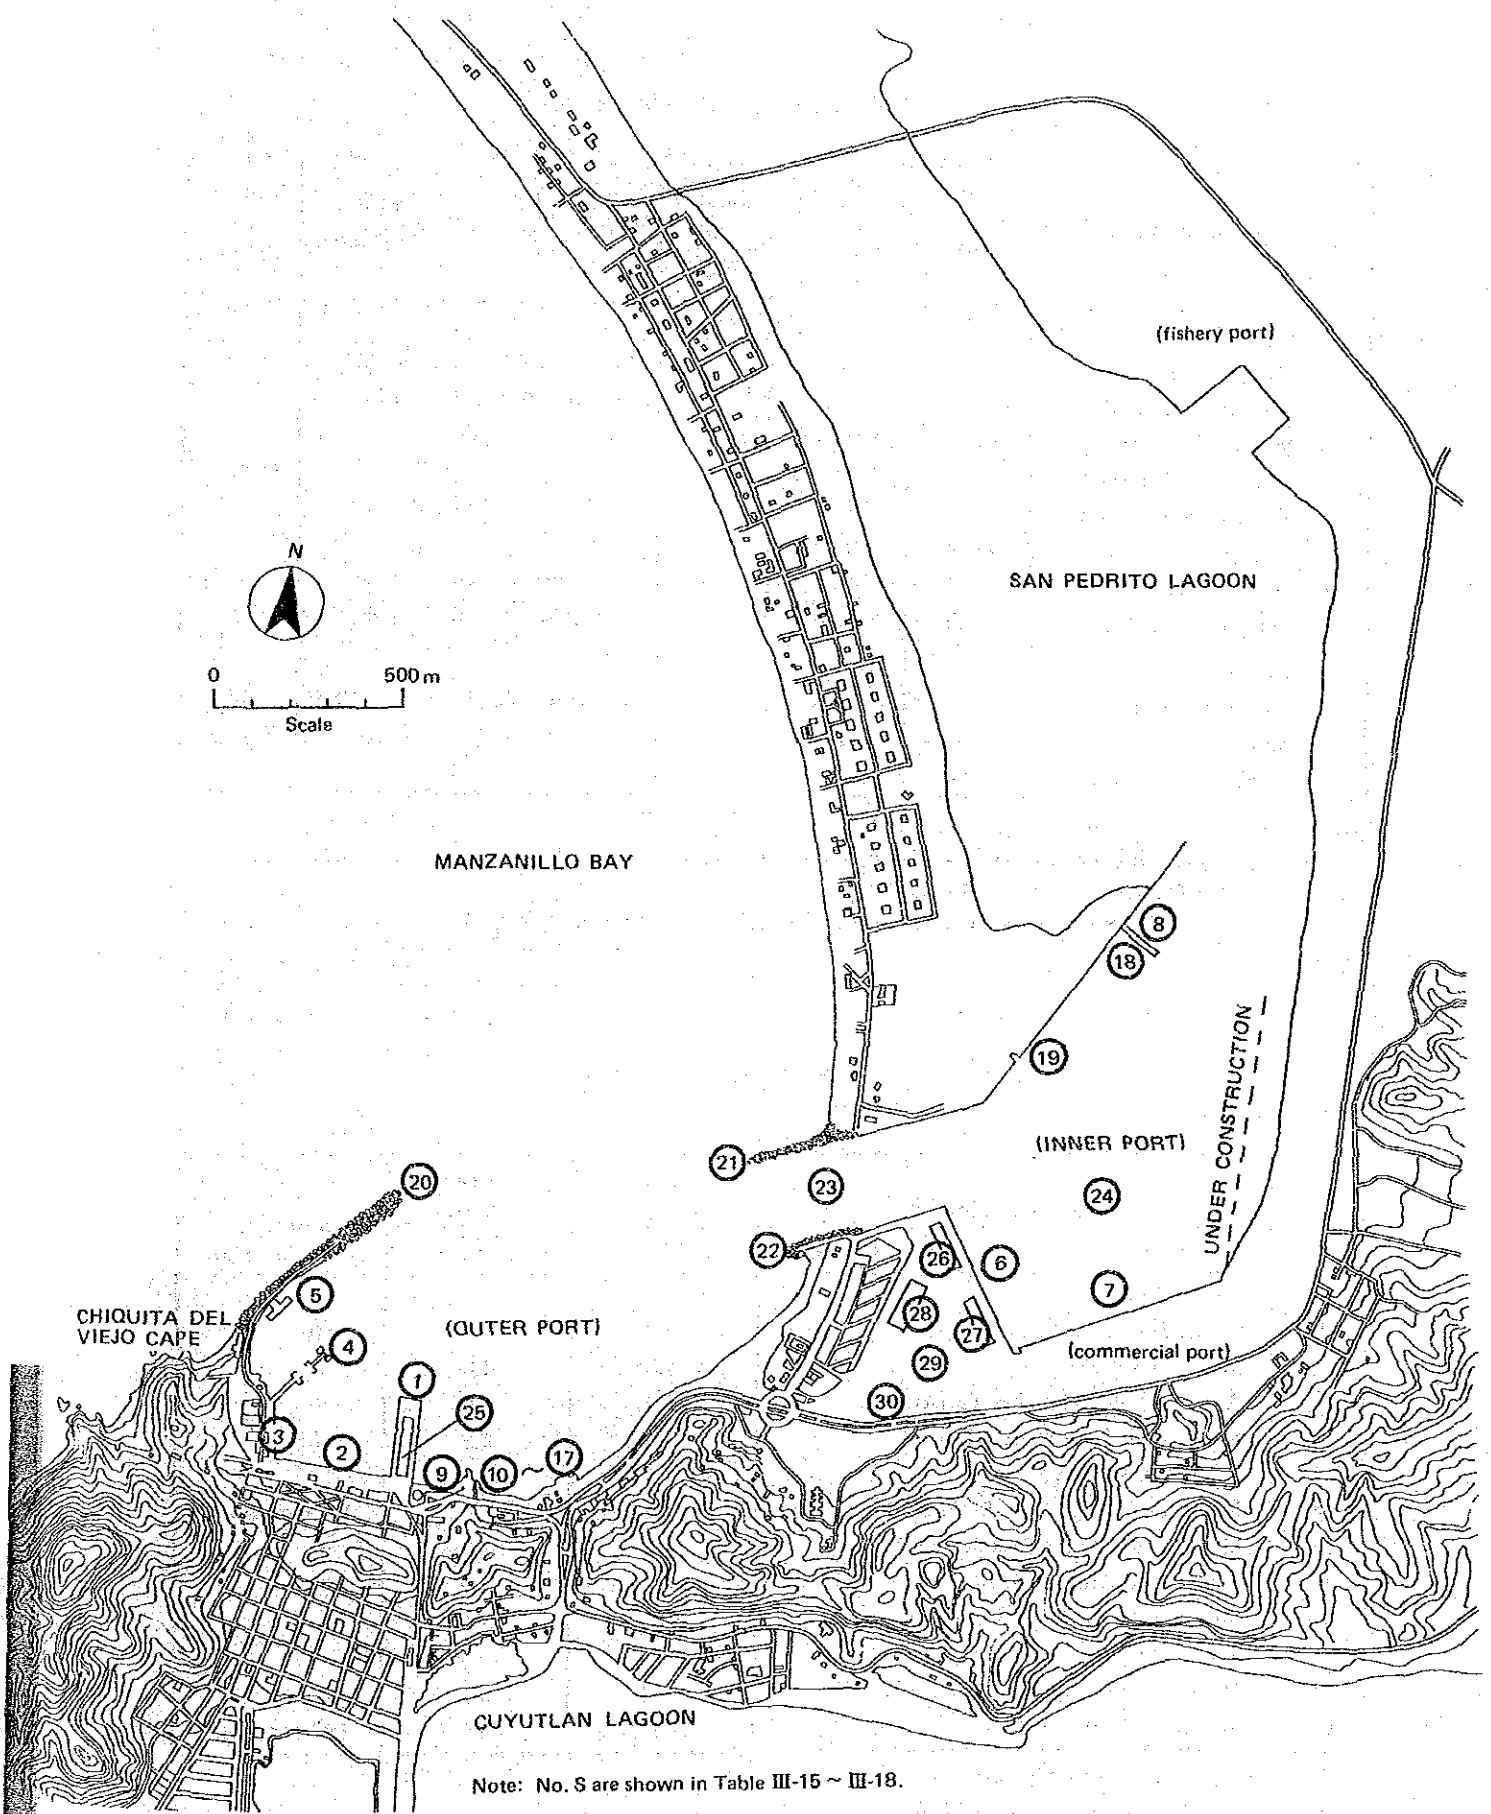 (fishery port)
N
SAN PEDRITO LAGOON
0 500 m
Scale
MANZANILLO BAY
8
18
UNDER CONSTRUCTION
19
(INNER PORT)
21
20
23
24
22
26
6
5
7
28
CHIQUITA DEL
VIEJO CAPE
(OUTER PORT)
27
4
(commercial port)
29
1
30
25
3
2
9 10 ~ 17
CUYUTLAN LAGOON
Note: No. S are shown in Table III-15 ~ III-18.